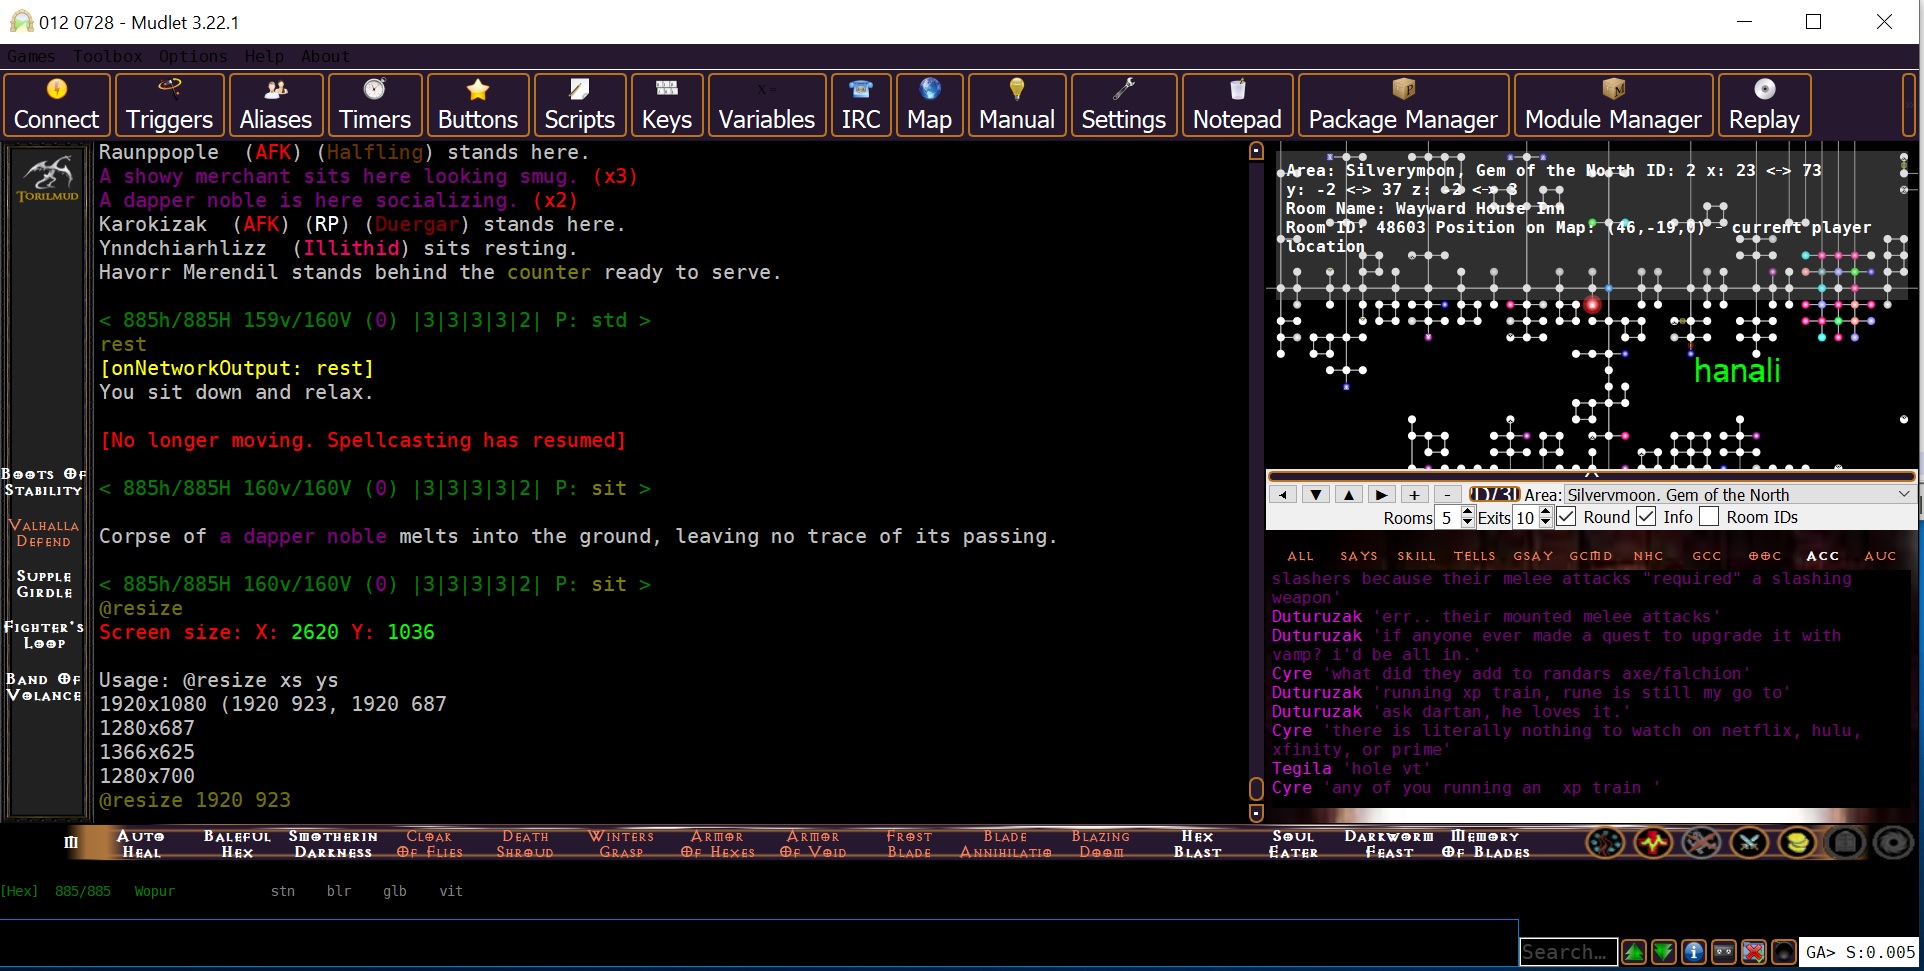 012 0728 - Mudlet 3.22.1
Games Toolbox Options Help About
Connect Triggers Aliases Timers Buttons Scripts Keys Variables IRC Map Manual Settings Notepad Package Manager Module Manager Replay
TORILMUD
BOOTS OF
STABILITY
VALHALLA
DEFEND
SUPPLE
GIRDLE
FIGHTER'S
LOOP
BAND OF
VOLANCE
Raunppople (AFK) (Halfling) stands here.
A showy merchant sits here looking smug. (x3)
A dapper noble is here socializing. (x2)
Karokizak (AFK) (RP) (Duergar) stands here.
Ynndchiarhlizz (Illithid) sits resting.
Havorr Merendil stands behind the counter ready to serve.
< 885h/885H 159v/160V (0) |3|3|3|3|2| P: std >
rest
[onNetworkOutput: rest]
You sit down and relax.
[No longer moving. Spellcasting has resumed]
< 885h/885H 160v/160V (0) |3|3|3|3|2| P: sit >
Corpse of a dapper noble melts into the ground, leaving no trace of its passing.
< 885h/885H 160v/160V (0) |3|3|3|3|2| P: sit >
@resize
Screen size: X: 2620 Y: 1036
Usage: @resize xs ys
1920x1080 (1920 923, 1920 687
1280x687
1366x625
1280x700
@resize 1920 923
Area: Silverymoon, Gem of the North ID: 2 x: 23 <-> 73
y: -2 <-> 37 z: -2 <-> 3
Room Name: Wayward House Inn
Room ID: 48603 Position on Map: (46,-19,0) - current player
location
hanali
+ - Area: Silverymoon, Gem of the North
Rooms 5 Exits 10 Round Info Room IDs
ALL SAYS SKILL TELLS GSAY GCMD NHC GCC OOC ACC AUC
slashers because their melee attacks "required" a slashing
weapon'
Duturuzak 'err.. their mounted melee attacks'
Duturuzak 'if anyone ever made a quest to upgrade it with
vamp? i'd be all in.'
Cyre 'what did they add to randars axe/falchion'
Duturuzak 'running xp train, rune is still my go to'
Duturuzak 'ask dartan, he loves it.'
Cyre 'there is literally nothing to watch on netflix, hulu,
xfinity, or prime'
Tegila 'hole vt'
Cyre 'any of you running an  xp train '
III
AUTO
HEAL
BALEFUL
HEX
SMOTHERIN
DARKNESS
CLOAK
OF FLIES
DEATH
SHROUD
WINTERS
GRASP
ARMOR
OF HEXES
ARMOR
OF VOID
FROST
BLADE
BLADE
ANNIHILATIO
BLAZING
DOOM
HEX
BLAST
SOUL
EATER
DARKWORM
FEAST
MEMORY
OF BLADES
[Hex] 885/885 Wopur stn blr glb vit
Search...
GA> S:0.005